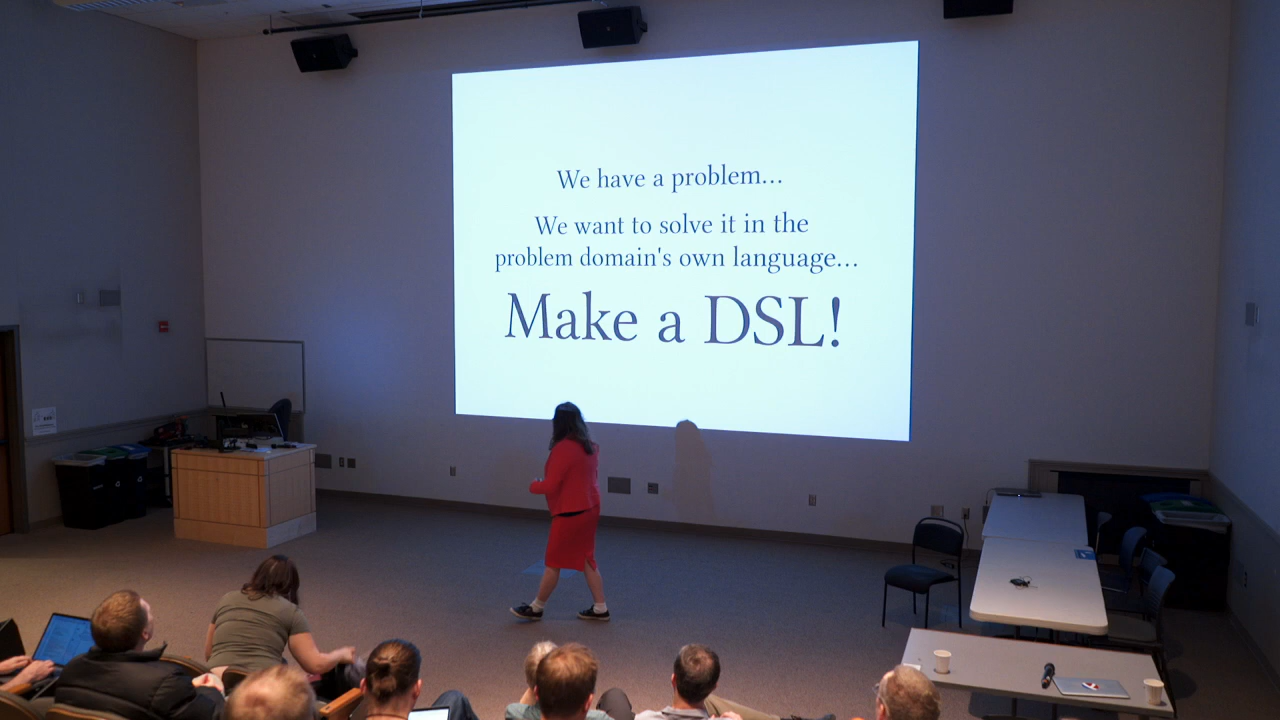 We have a problem...
We want to solve it in the
problem domain's own language...
Make a DSL!